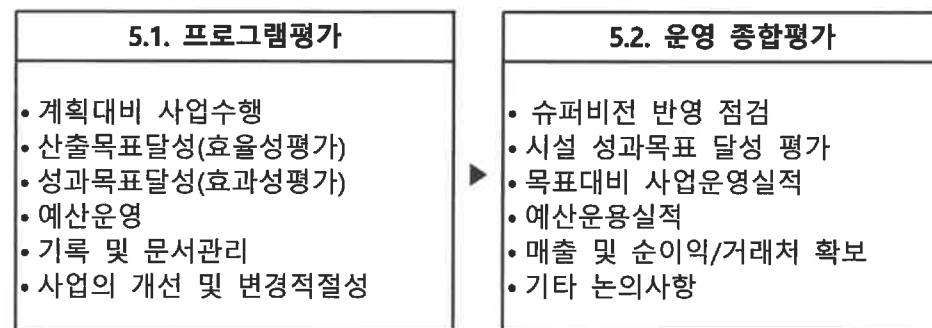 5.1. 프로그램평가
• 계획대비 사업수행
• 산출목표달성(효율성평가)
• 성과목표달성(효과성평가)
• 예산운영
• 기록 및 문서관리
• 사업의 개선 및 변경적절성
▶
5.2. 운영 종합평가
• 슈퍼비전 반영 점검
• 시설 성과목표 달성 평가
• 목표대비 사업운영실적
• 예산운용실적
• 매출 및 순이익/거래처 확보
• 기타 논의사항